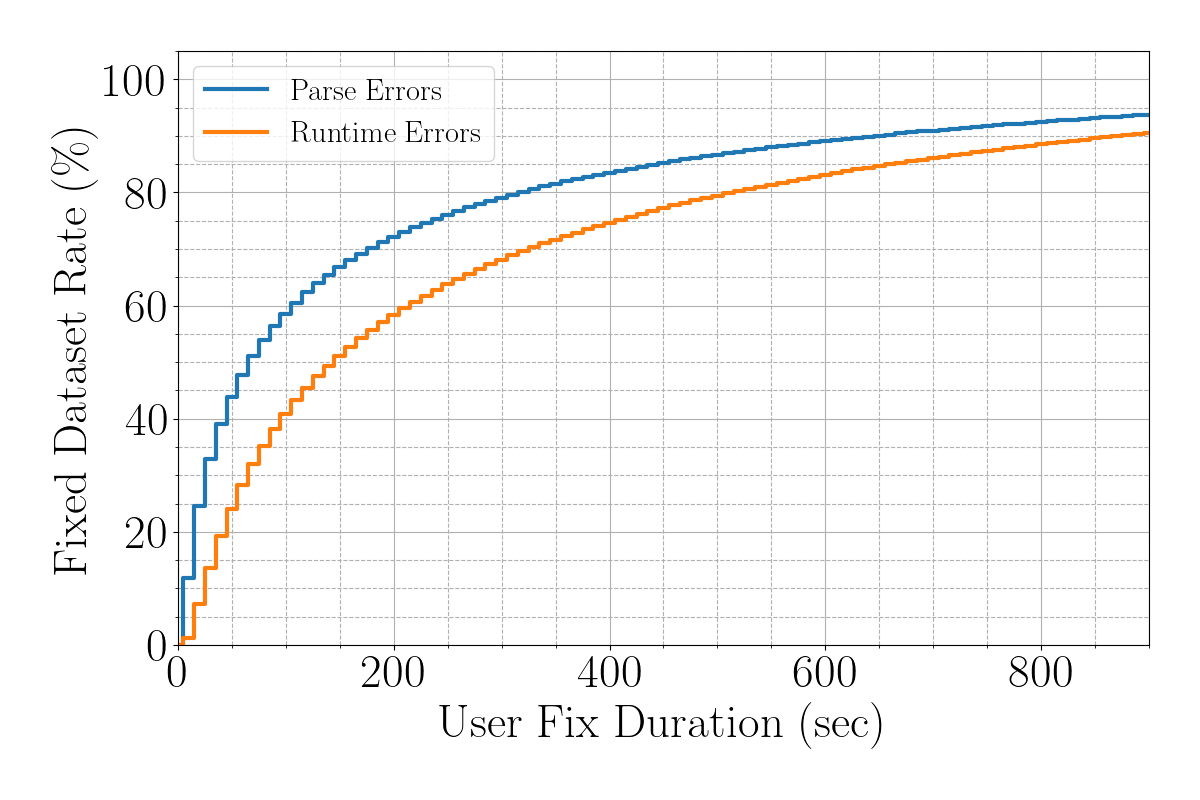 Parse Errors
Runtime Errors
100
80
60
40
20
0
0 200 400 600 800
Fixed Dataset Rate (%)
User Fix Duration (sec)